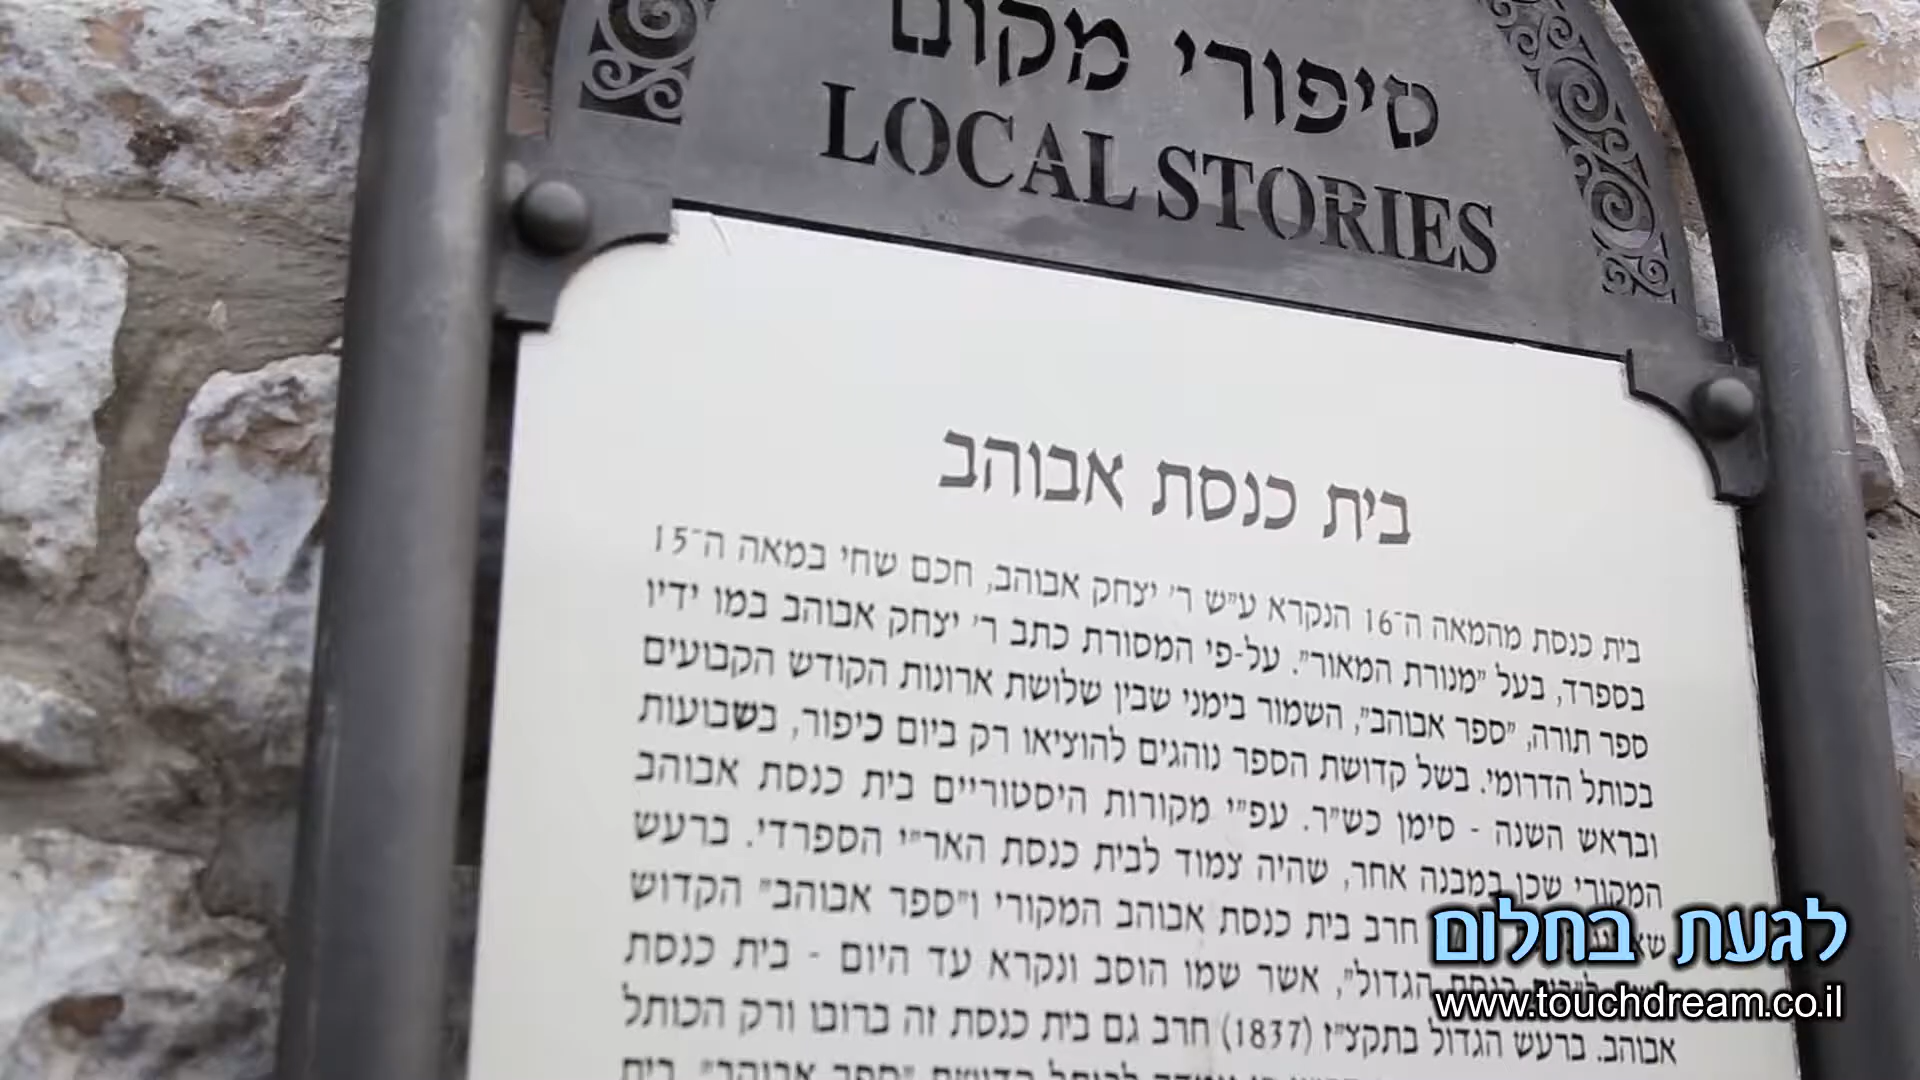 סיפורי מקום
LOCAL STORIES
בית כנסת אבוהב
בית כנסת מהמאה ה־16 הנקרא ע״ש ר׳ יצחק אבוהב, חכם שחי במאה ה־15
בספרד, בעל ״מנורת המאור״. על-פי המסורת כתב ר׳ יצחק אבוהב במו ידיו
ספר תורה, ״ספר אבוהב״, השמור בימני שבין שלושת ארונות הקודש הקבועים
בכותל הדרומי. בשל קדושת הספר נוהגים להוציאו רק ביום כיפור, בשבועות
ובראש השנה - סימן כש״ר. עפ״י מקורות היסטוריים בית כנסת אבוהב
המקורי שכן במבנה אחר, שהיה צמוד לבית כנסת האר״י הספרדי. ברעש
חרב בית כנסת אבוהב המקורי ו״ספר אבוהב״ הקדוש
הגדול״, אשר שמו הוסב ונקרא עד היום - בית כנסת
אבוהב. ברעש הגדול בתקצ״ז (1837) חרב גם בית כנסת זה ברובו ורק הכותל
לגעת בחלום
www.touchdream.co.il